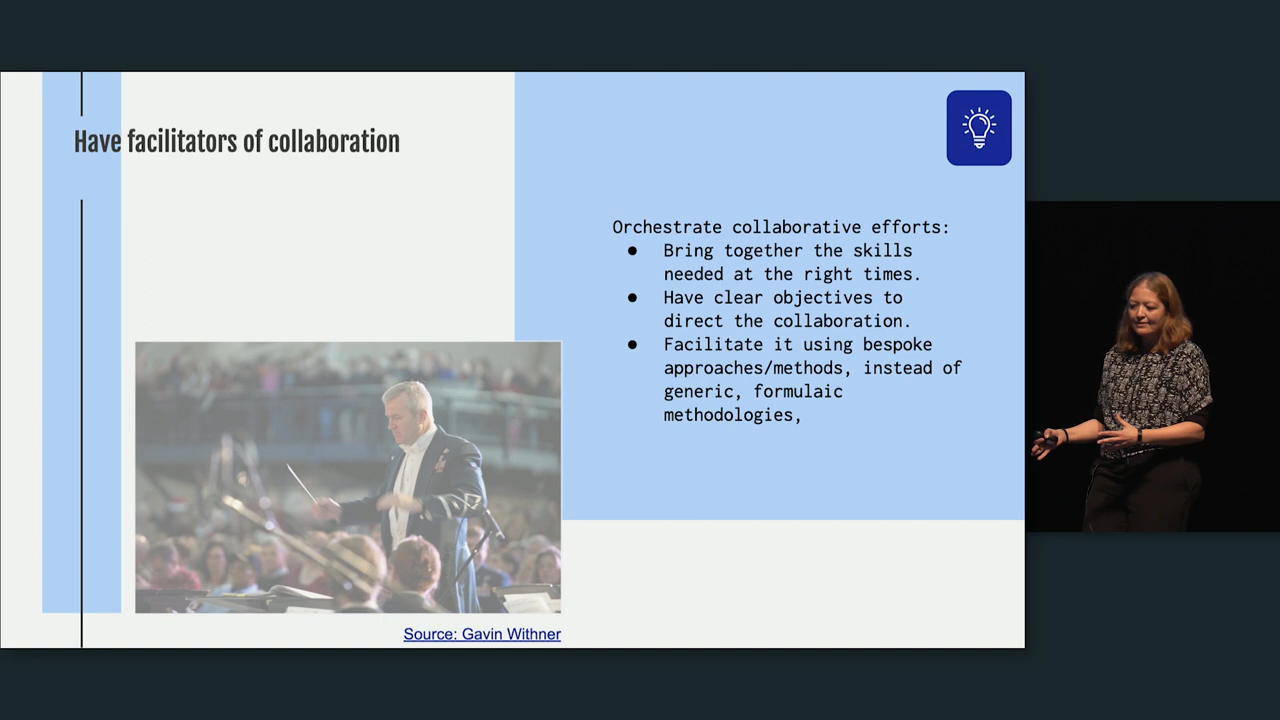 Have facilitators of collaboration
Orchestrate collaborative efforts:
● Bring together the skills
needed at the right times.
● Have clear objectives to
direct the collaboration.
● Facilitate it using bespoke
approaches/methods, instead of
generic, formulaic
methodologies,
Source: Gavin Withner